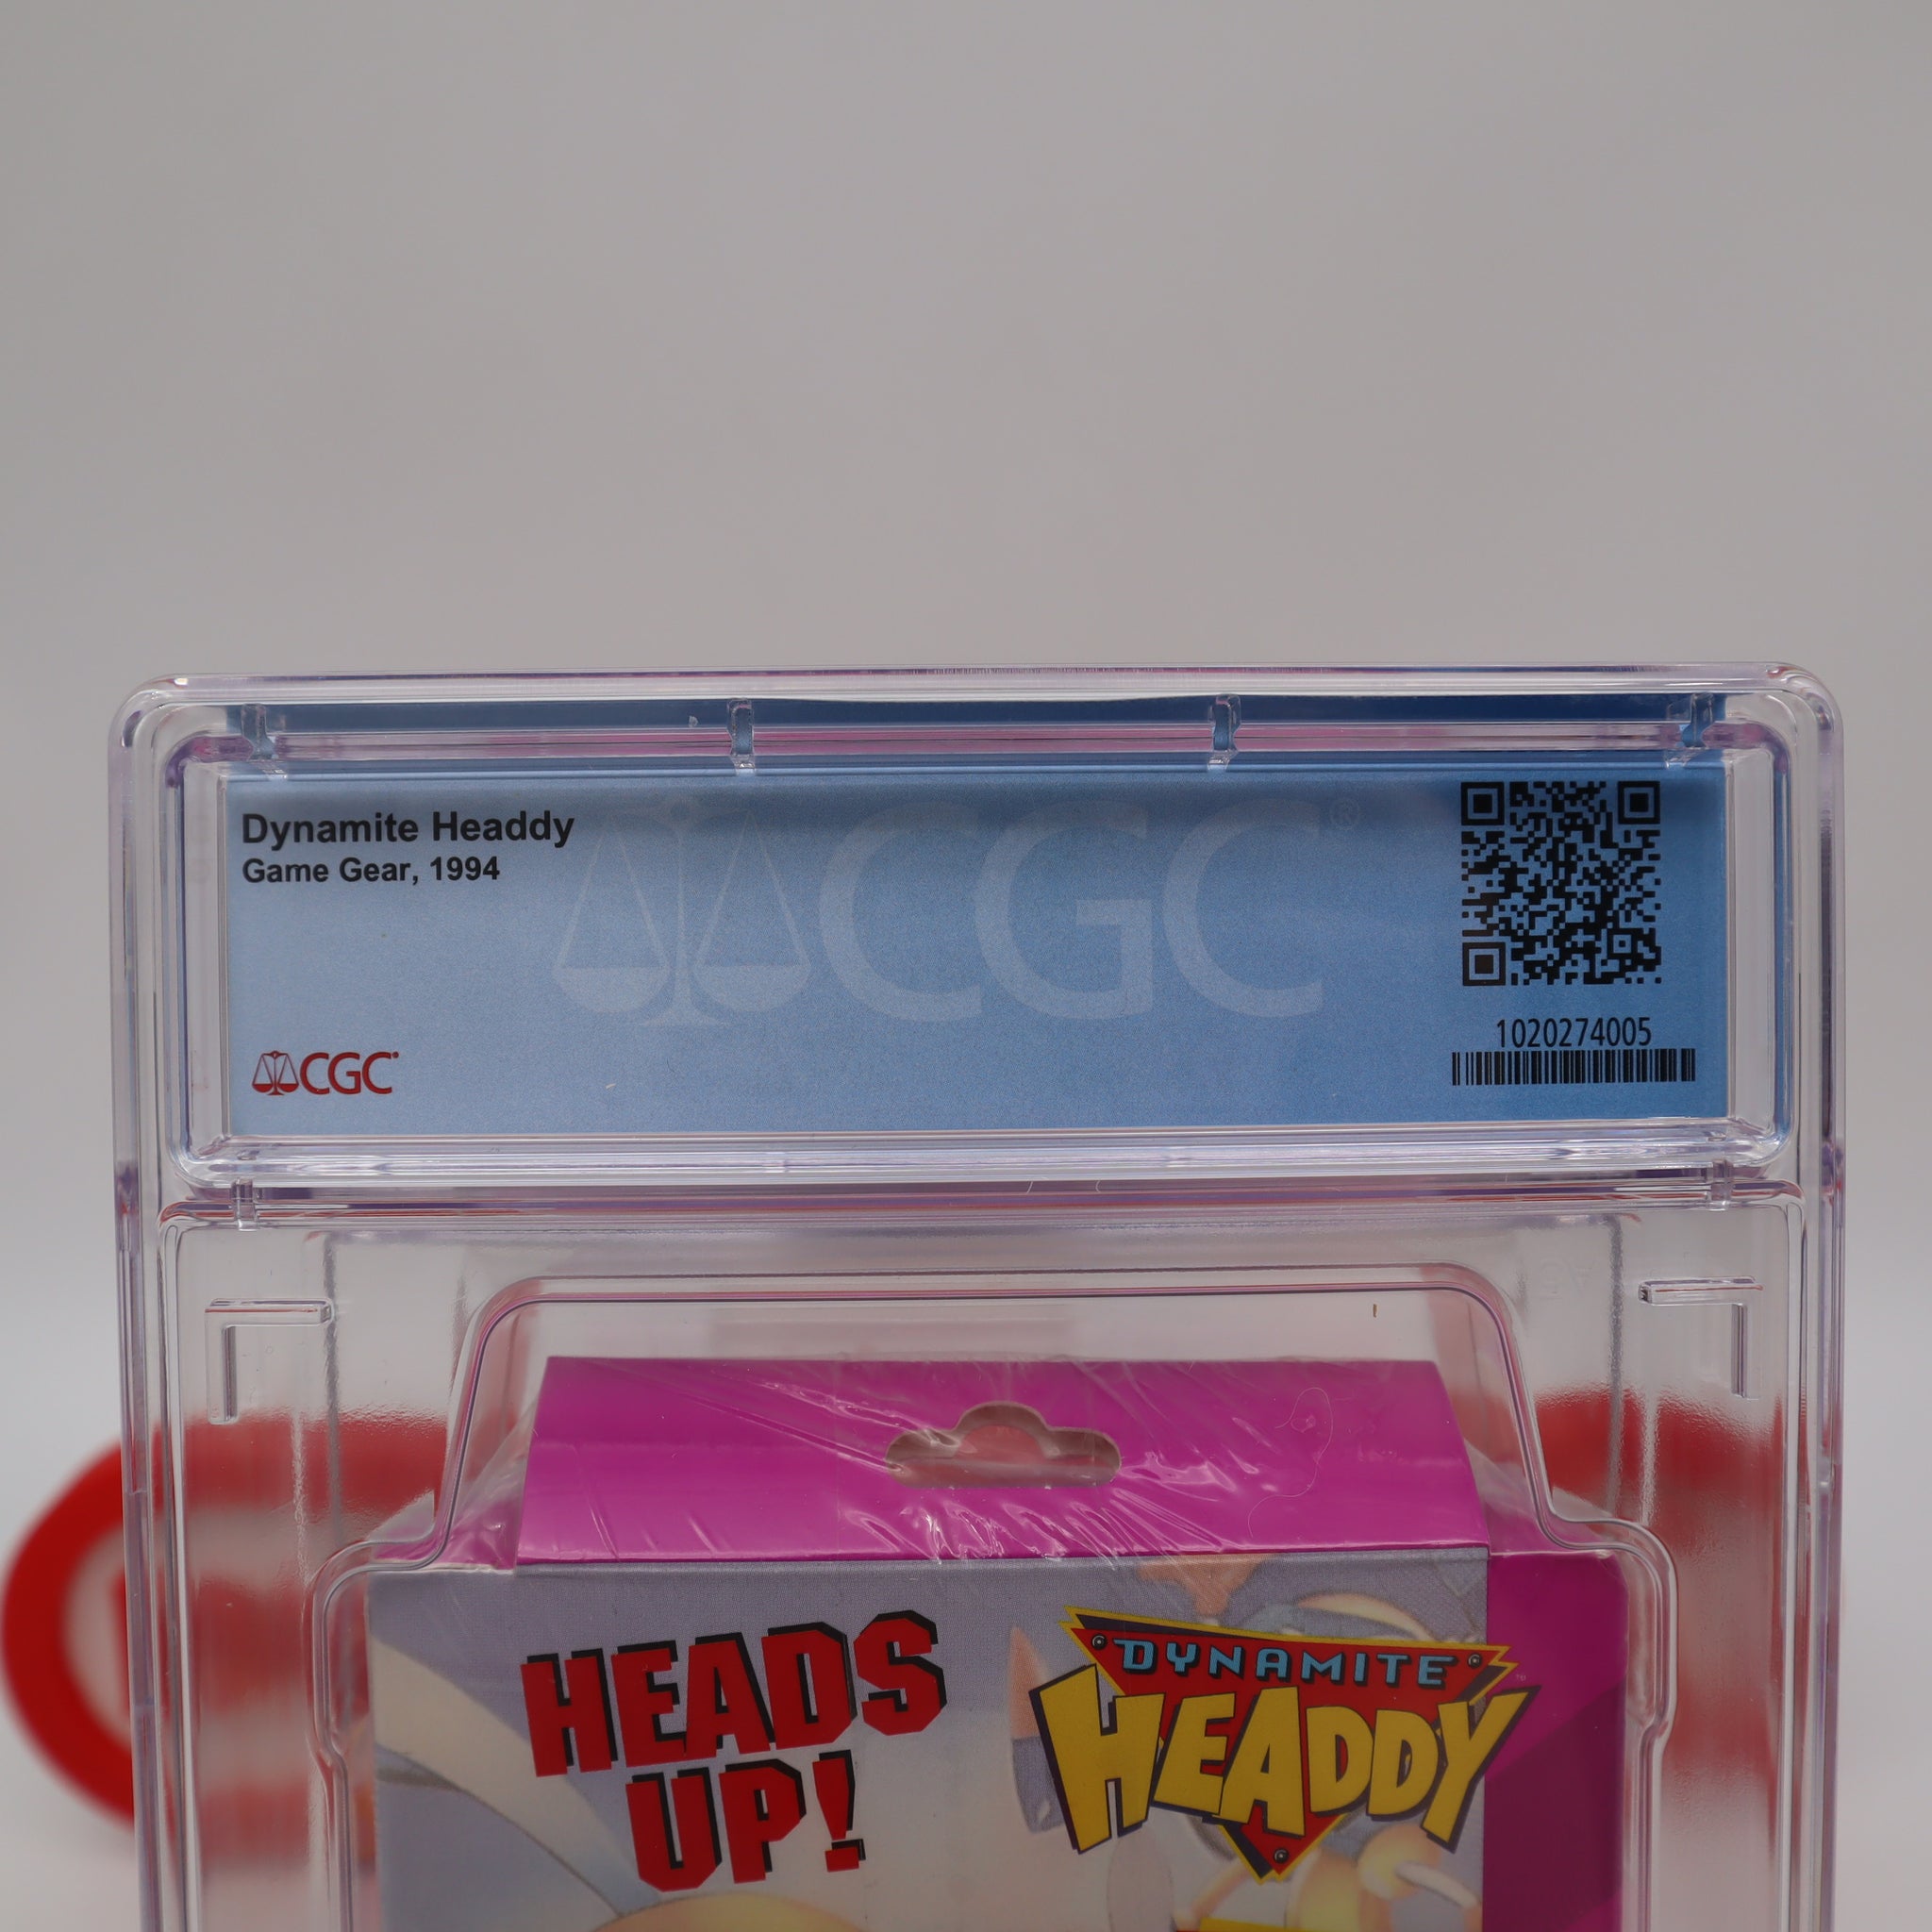 Dynamite Headdy
Game Gear, 1994
CGC®
CGC
1020274005
HEADS
UP!
DYNAMITE
HEADDY